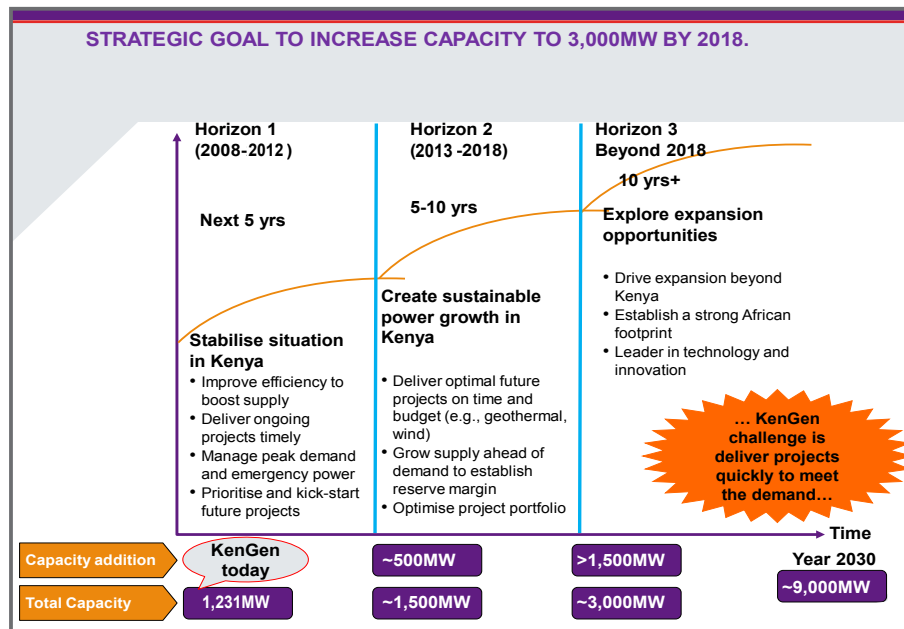 STRATEGIC GOAL TO INCREASE CAPACITY TO 3,000MW BY 2018.
Horizon 1
(2008-2012)
Next 5 yrs
Stabilise situation
in Kenya
• Improve efficiency to
boost supply
• Deliver ongoing
projects timely
• Manage peak demand
and emergency power
• Prioritise and kick-start
future projects
Horizon 2
(2013-2018)
5-10 yrs
Create sustainable
power growth in
Kenya
• Deliver optimal future
projects on time and
budget (e.g., geothermal,
wind)
• Grow supply ahead of
demand to establish
reserve margin
• Optimise project portfolio
Horizon 3
Beyond 2018
10 yrs+
Explore expansion
opportunities
• Drive expansion beyond
Kenya
• Establish a strong African
footprint
• Leader in technology and
innovation
… KenGen
challenge is
deliver projects
quickly to meet
the demand…
Time
Capacity addition
KenGen
today
~500MW
>1,500MW
Year 2030
Total Capacity
1,231MW
~1,500MW
~3,000MW
~9,000MW